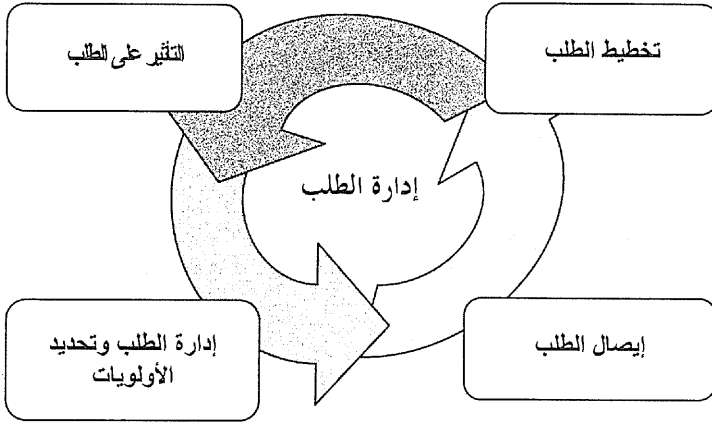 تخطيط الطلب
التأثير على الطلب
إدارة الطلب
إيصال الطلب
إدارة الطلب وتحديد
الأولويات